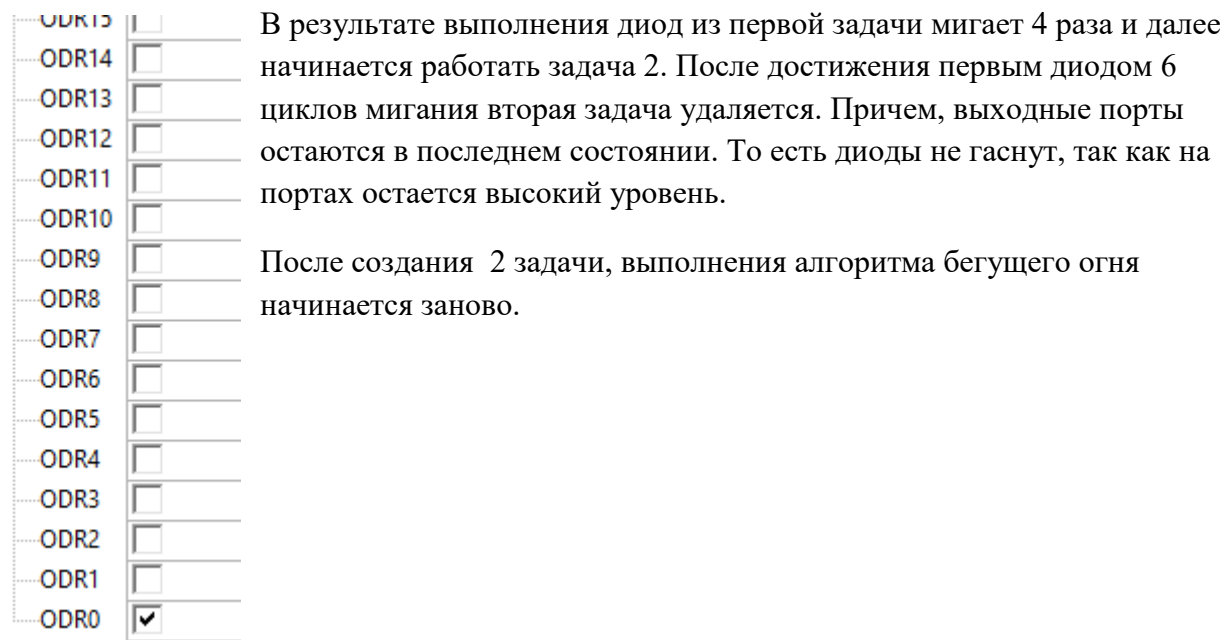 ODR15
ODR14
ODR13
ODR12
ODR11
ODR10
ODR9
ODR8
ODR7
ODR6
ODR5
ODR4
ODR3
ODR2
ODR1
ODR0
В результате выполнения диод из первой задачи мигает 4 раза и далее
начинается работать задача 2. После достижения первым диодом 6
циклов мигания вторая задача удаляется. Причем, выходные порты
остаются в последнем состоянии. То есть диоды не гаснут, так как на
портах остается высокий уровень.
После создания  2 задачи, выполнения алгоритма бегущего огня
начинается заново.